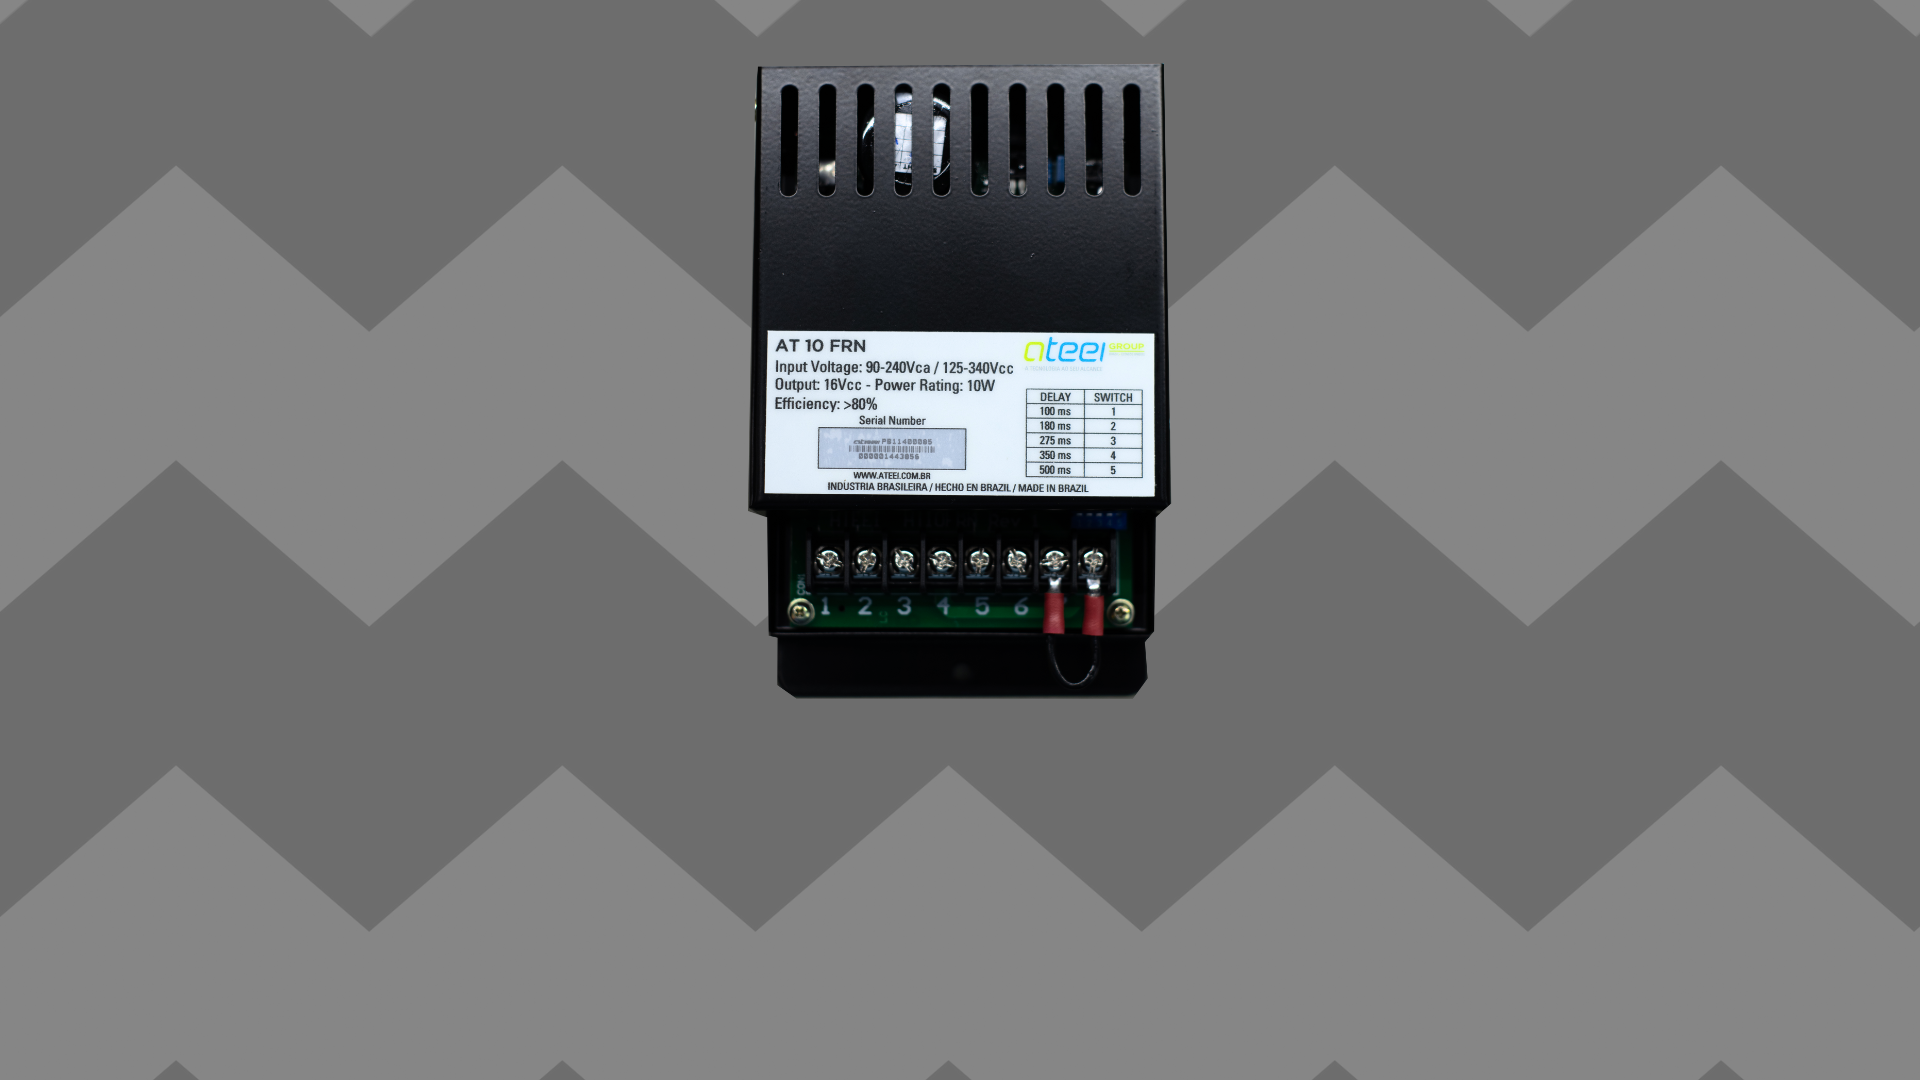 AT 10 FRN
ateei GROUP
Input Voltage: 90-240Vca / 125-340Vcc
Output: 16Vcc - Power Rating: 10W
Efficiency: >80%
DELAY SWITCH
100 ms 1
180 ms 2
275 ms 3
350 ms 4
500 ms 5
Serial Number
WWW.ATEEI.COM.BR
INDÚSTRIA BRASILEIRA / HECHO EN BRAZIL / MADE IN BRAZIL
1 2 3 4 5 6